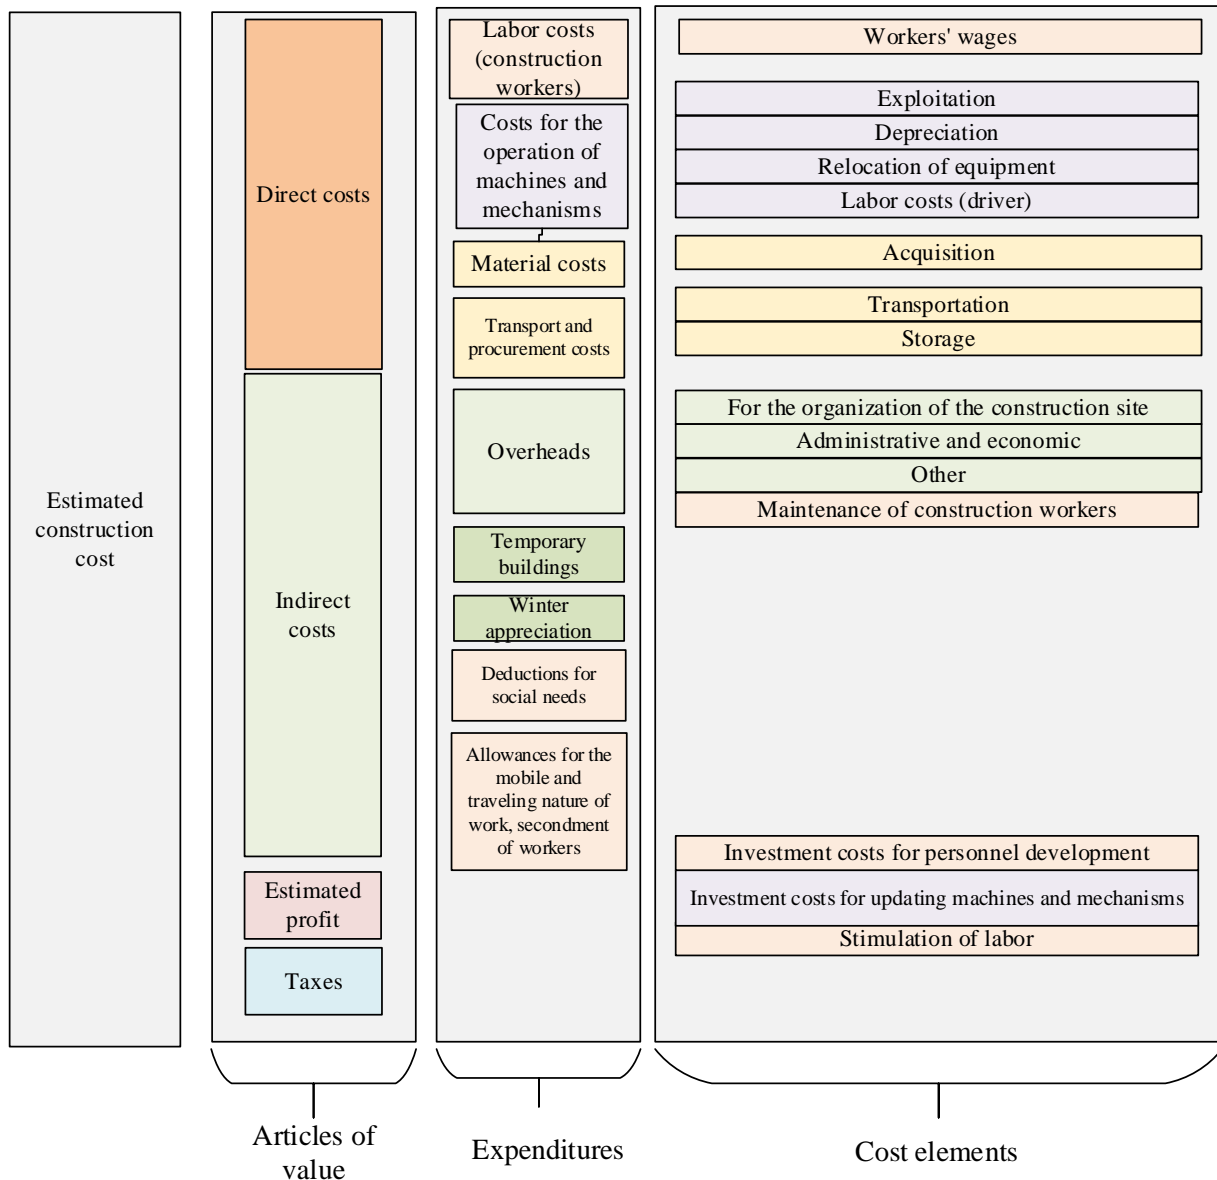 Estimated
construction
cost
Direct costs
Indirect
costs
Estimated
profit
Taxes
Labor costs
(construction
workers)
Costs for the
operation of
machines and
mechanisms
Material costs
Transport and
procurement costs
Overheads
Temporary
buildings
Winter
appreciation
Deductions for
social needs
Allowances for the
mobile and
traveling nature of
work, secondment
of workers
Workers' wages
Exploitation
Depreciation
Relocation of equipment
Labor costs (driver)
Acquisition
Transportation
Storage
For the organization of the construction site
Administrative and economic
Other
Maintenance of construction workers
Investment costs for personnel development
Investment costs for updating machines and mechanisms
Stimulation of labor
Articles of
value
Expenditures
Cost elements